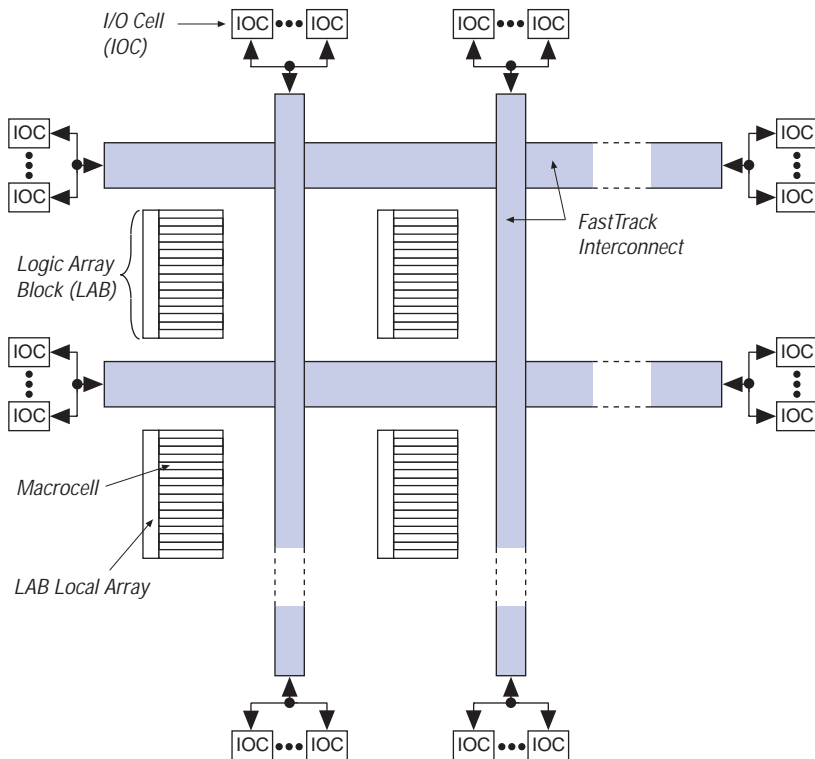 I/O Cell
(IOC)
IOC IOC
IOC IOC
IOC
IOC
IOC
IOC
FastTrack
Interconnect
Logic Array
Block (LAB)
IOC
IOC
IOC
IOC
Macrocell
LAB Local Array
IOC IOC
IOC IOC